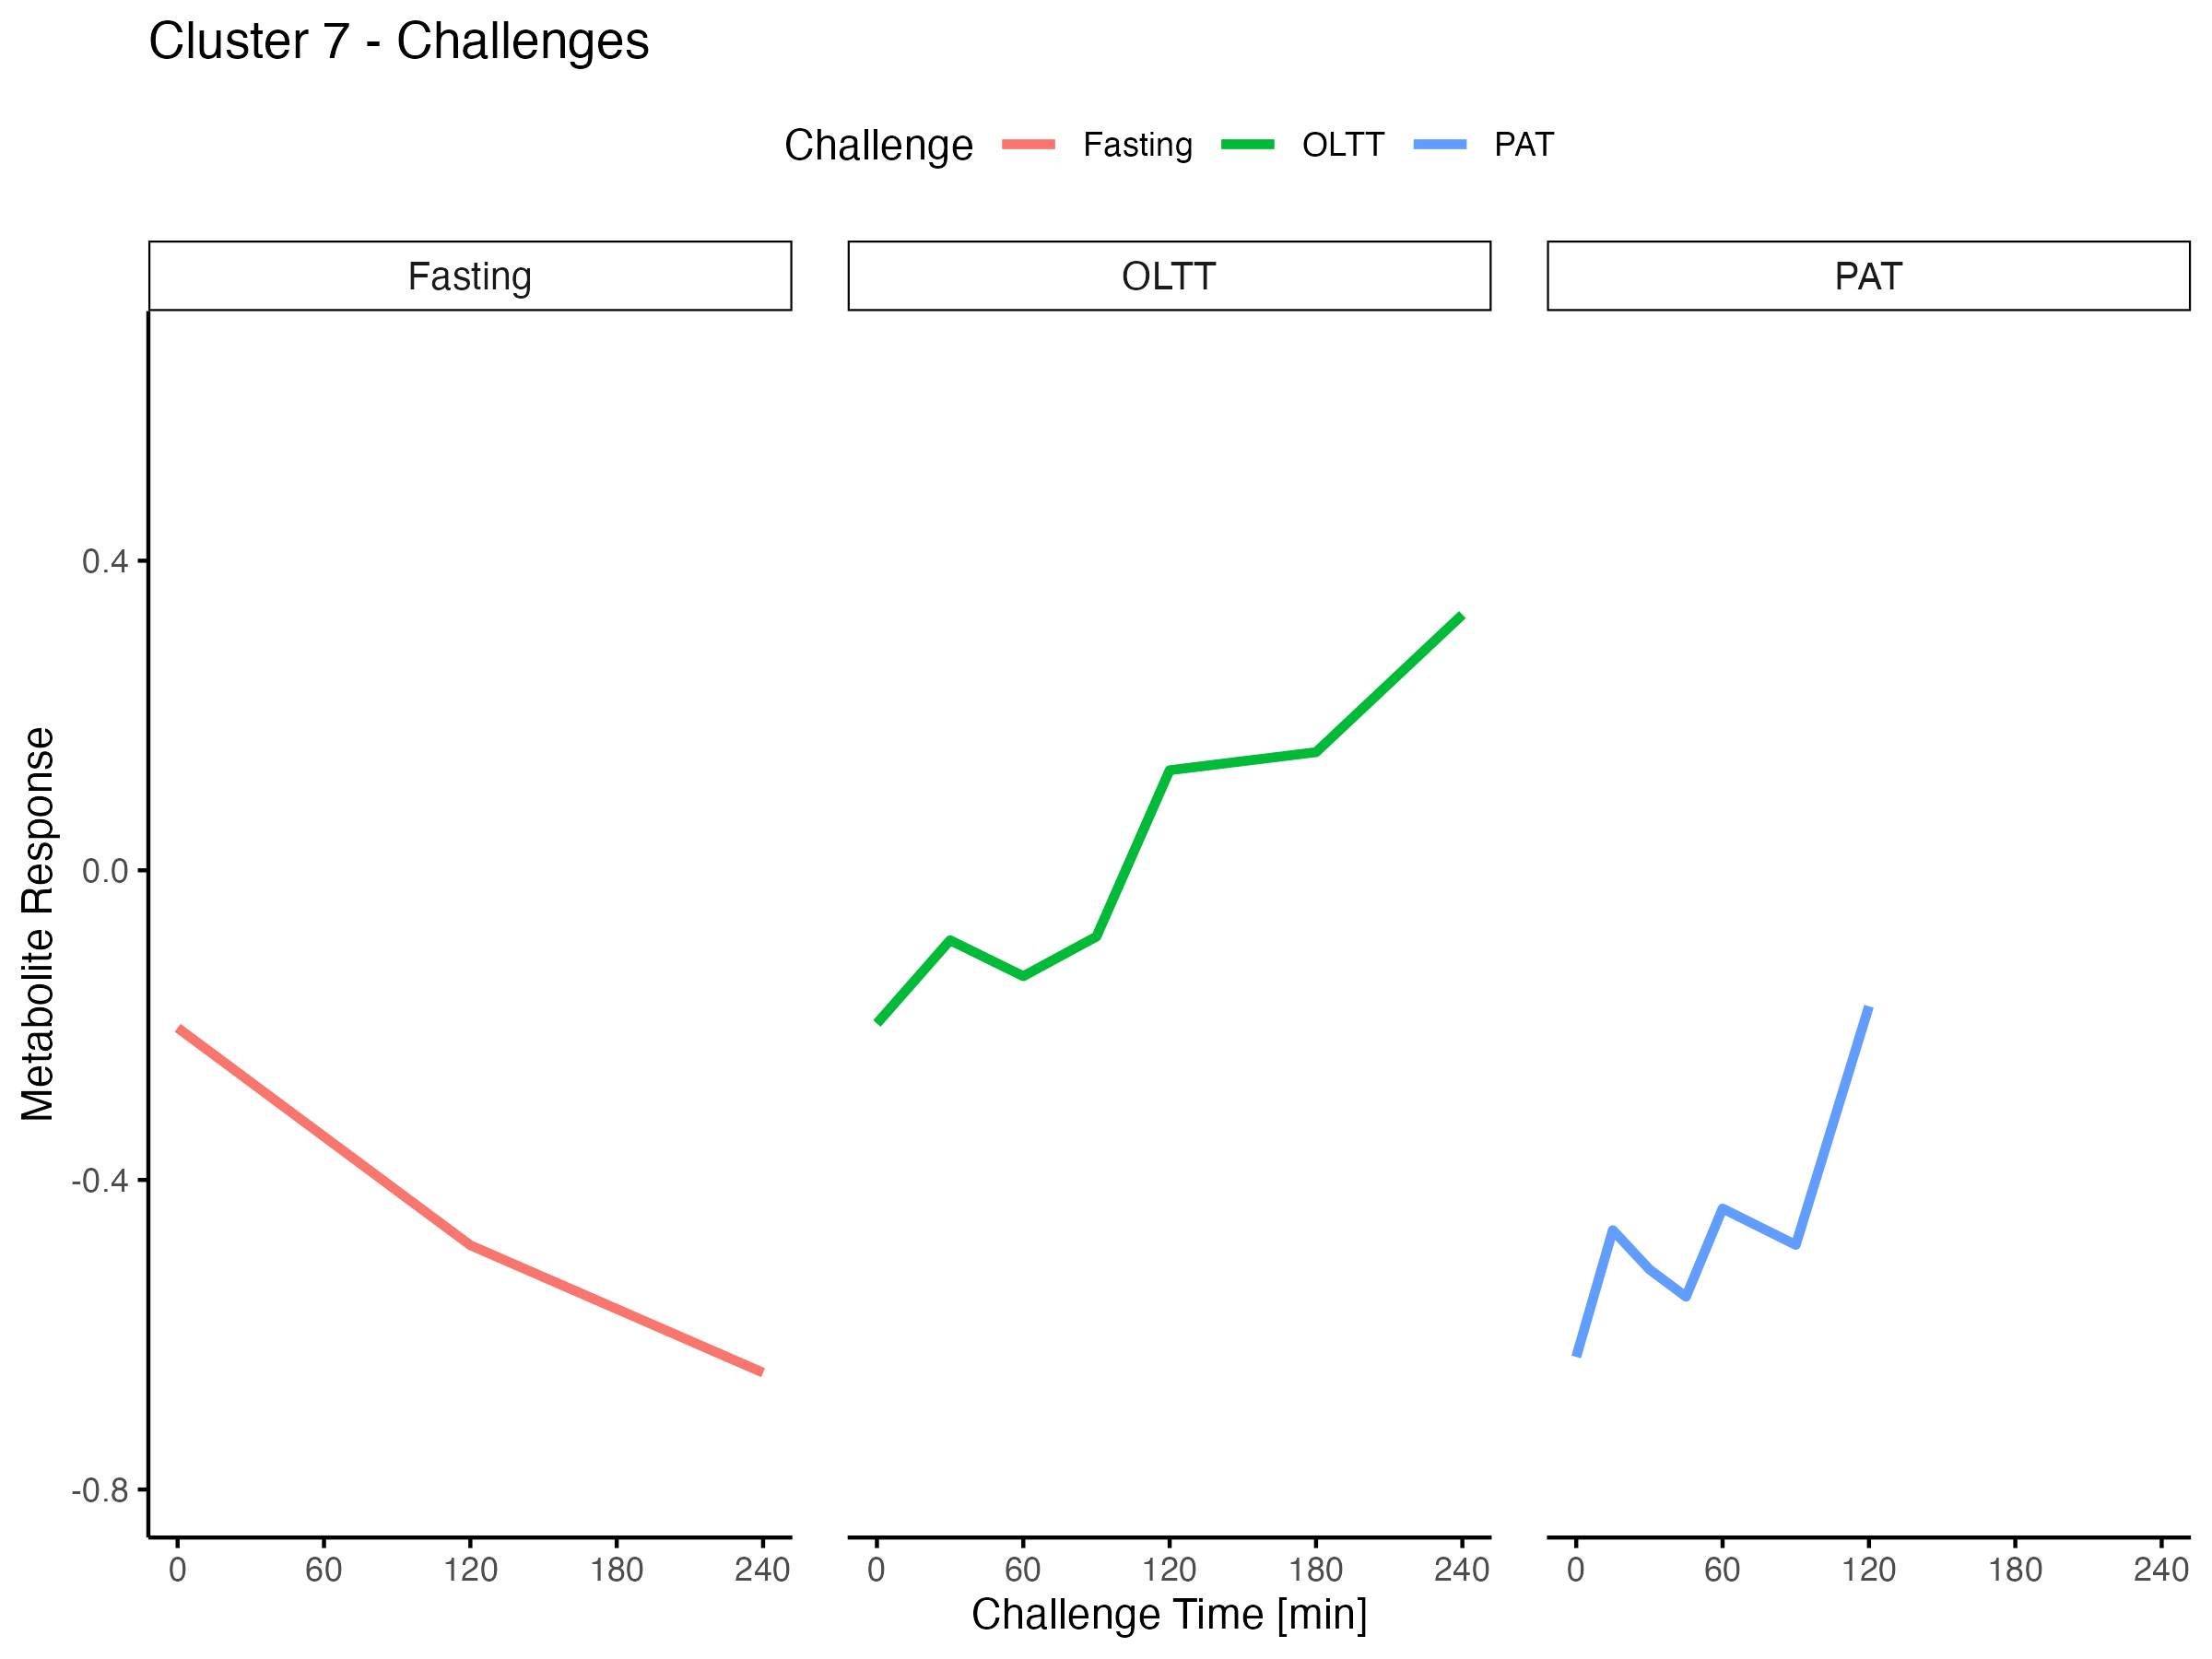 Cluster 7 - Challenges
Challenge Fasting OLTT PAT
Fasting OLTT PAT
Metabolite Response
0.4
0.0
-0.4
-0.8
0 60 120 180 240 0 60 120 180 240 0 60 120 180 240
Challenge Time [min]